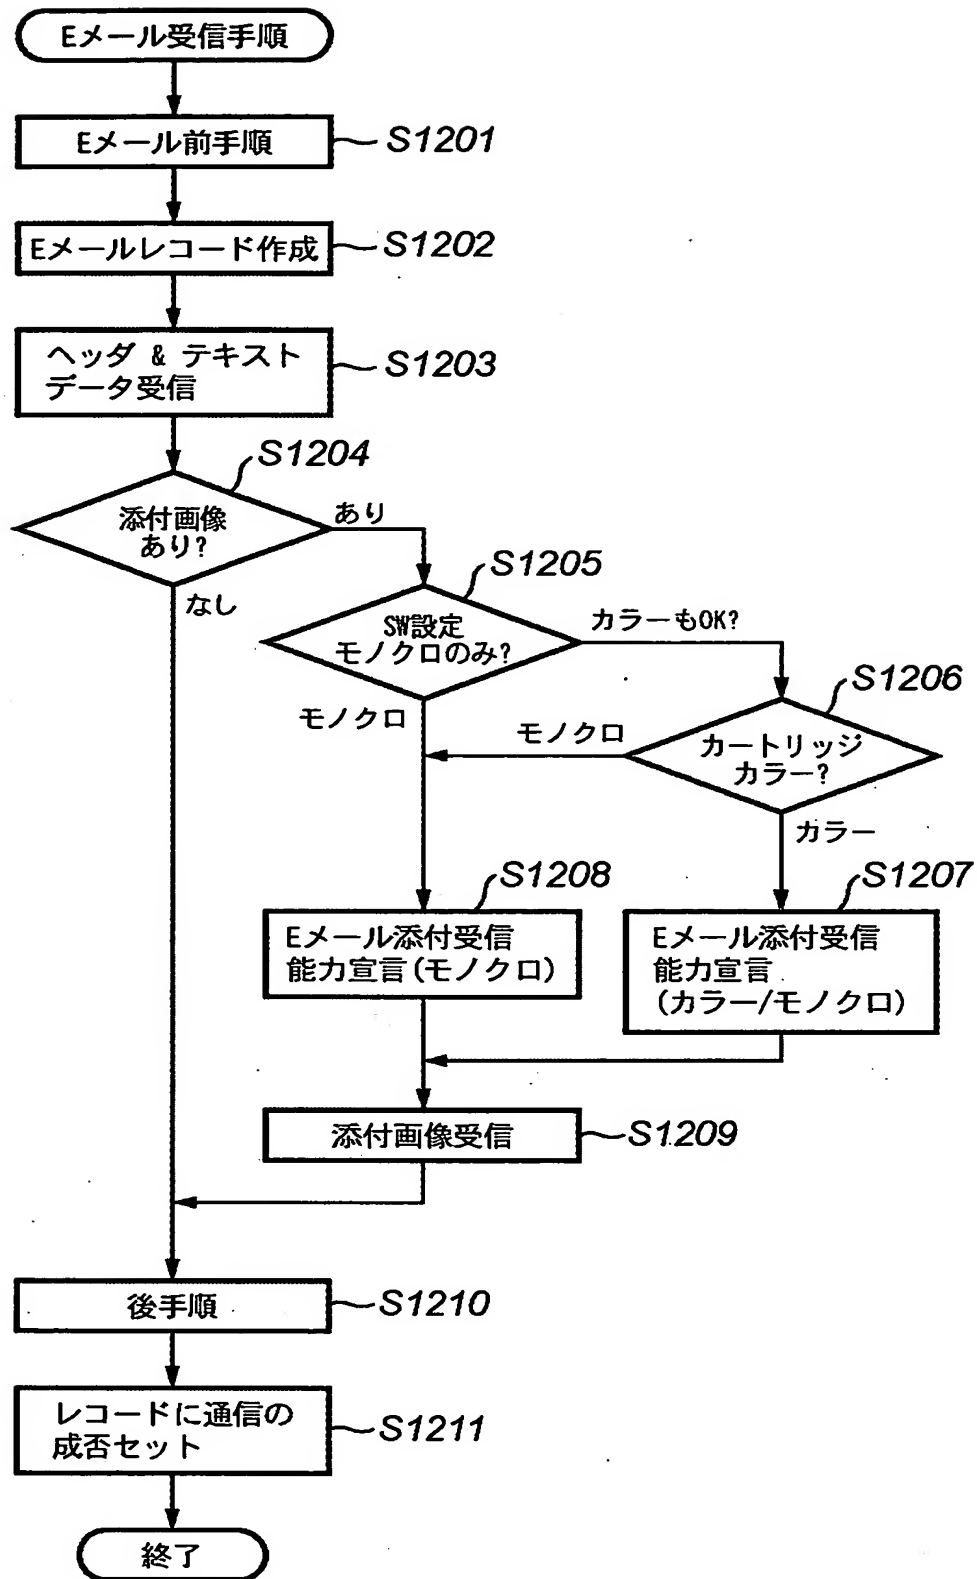 Eメール受信手順
Eメール前手順
S1201
Eメールレコード作成
S1202
ヘッダ & テキスト
データ受信
S1203
S1204
添付画像
あり?
あり
なし
S1205
SW設定
モノクロのみ?
カラーもOK?
モノクロ
S1206
カートリッジ
カラー?
モノクロ
カラー
S1208
Eメール添付受信
能力宣言(モノクロ)
S1207
Eメール添付受信
能力宣言
(カラー/モノクロ)
添付画像受信
S1209
後手順
S1210
レコードに通信の
成否セット
S1211
終了